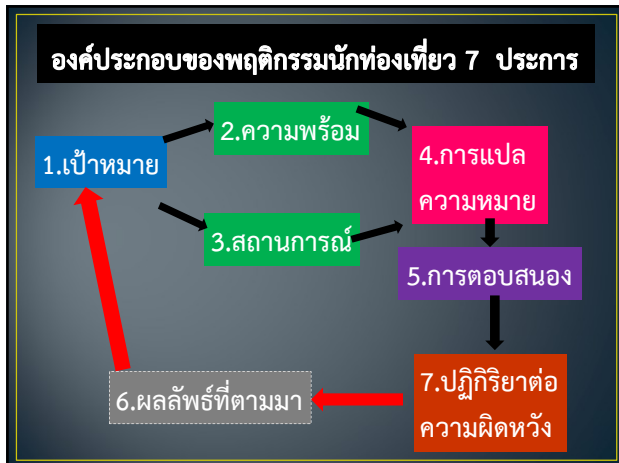 องค์ประกอบของพฤติกรรมนักท่องเที่ยว 7 ประการ
1.เป้าหมาย
2.ความพร้อม
3.สถานการณ์
4.การแปล
ความหมาย
5.การตอบสนอง
6.ผลลัพธ์ที่ตามมา
7.ปฏิกิริยาต่อ
ความผิดหวัง